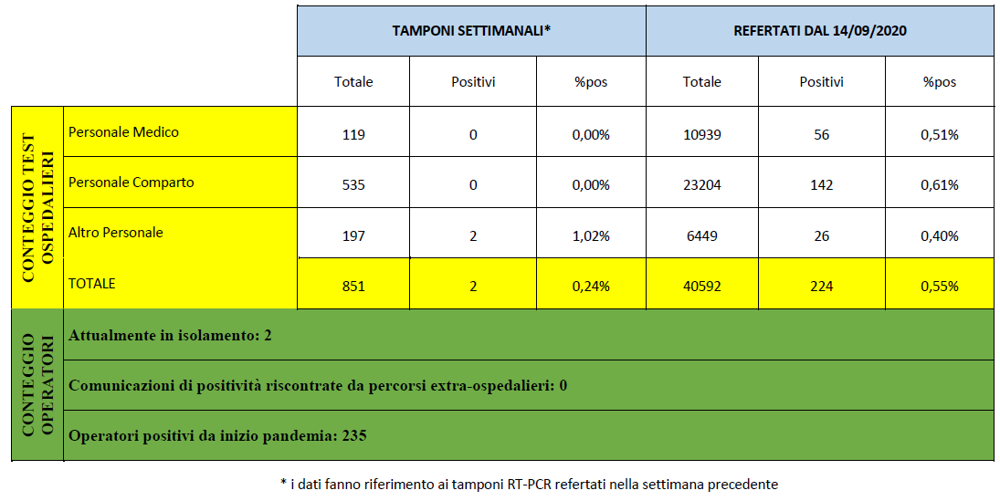 TAMPONI SETTIMANALI* REFERTATI DAL 14/09/2020
Totale Positivi %pos Totale Positivi %pos
CONTEGGIO TEST
OSPEDALIERI
Personale Medico 119 0 0,00% 10939 56 0,51%
Personale Comparto 535 0 0,00% 23204 142 0,61%
Altro Personale 197 2 1,02% 6449 26 0,40%
TOTALE 851 2 0,24% 40592 224 0,55%
CONTEGGIO
OPERATORI
Attualmente in isolamento: 2
Comunicazioni di positività riscontrate da percorsi extra-ospedalieri: 0
Operatori positivi da inizio pandemia: 235
* i dati fanno riferimento ai tamponi RT-PCR refertati nella settimana precedente